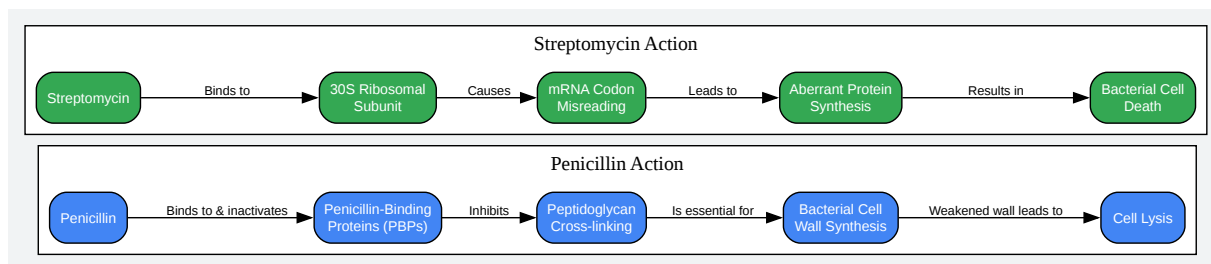 Streptomycin Action
Streptomycin
Binds to
30S Ribosomal
Subunit
Causes
mRNA Codon
Misreading
Leads to
Aberrant Protein
Synthesis
Results in
Bacterial Cell
Death
Penicillin Action
Penicillin
Binds to & inactivates
Penicillin-Binding
Proteins (PBPs)
Inhibits
Peptidoglycan
Cross-linking
Is essential for
Bacterial Cell
Wall Synthesis
Weakened wall leads to
Cell Lysis